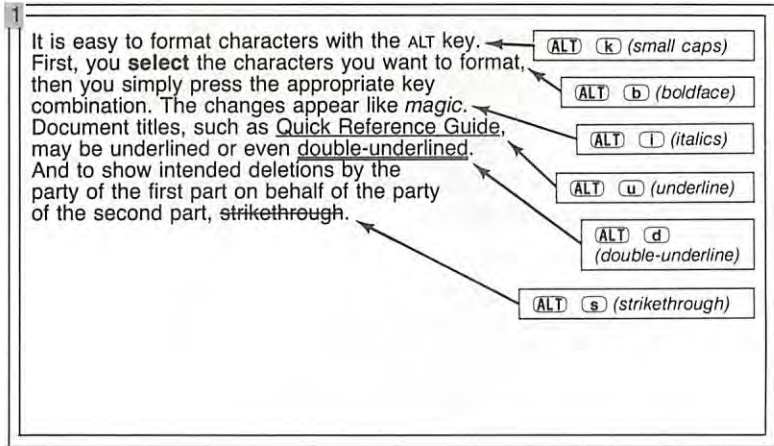 1
It is easy to format characters with the ALT key.
First, you select the characters you want to format,
then you simply press the appropriate key
combination. The changes appear like magic.
Document titles, such as Quick Reference Guide,
may be underlined or even double-underlined.
And to show intended deletions by the
party of the first part on behalf of the party
of the second part, strikethrough.
ALT k (small caps)
ALT b (boldface)
ALT i (italics)
ALT u (underline)
ALT d
(double-underline)
ALT s (strikethrough)